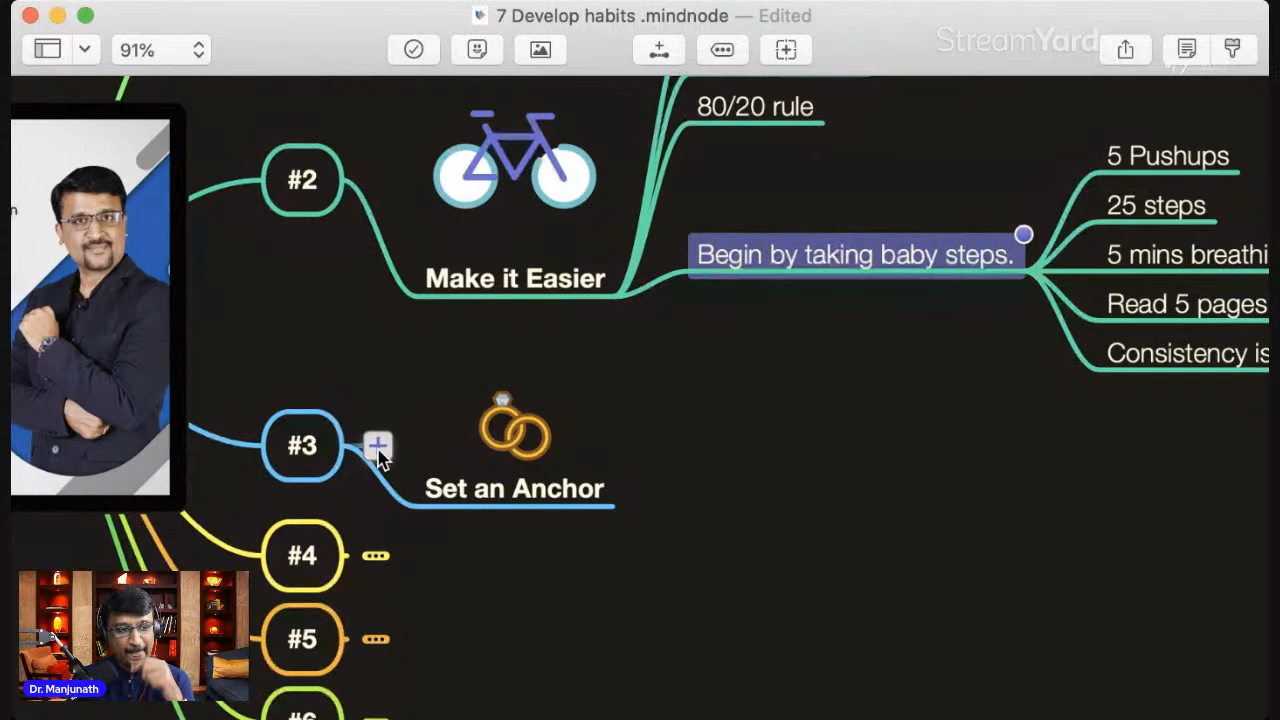 7 Develop habits .mindnode — Edited
91%
StreamYard
80/20 rule
5 Pushups
#2
25 steps
Begin by taking baby steps.
5 mins breathi
Make it Easier
Read 5 pages
Consistency is
#3
Set an Anchor
#4
#5
#6
Dr. Manjunath